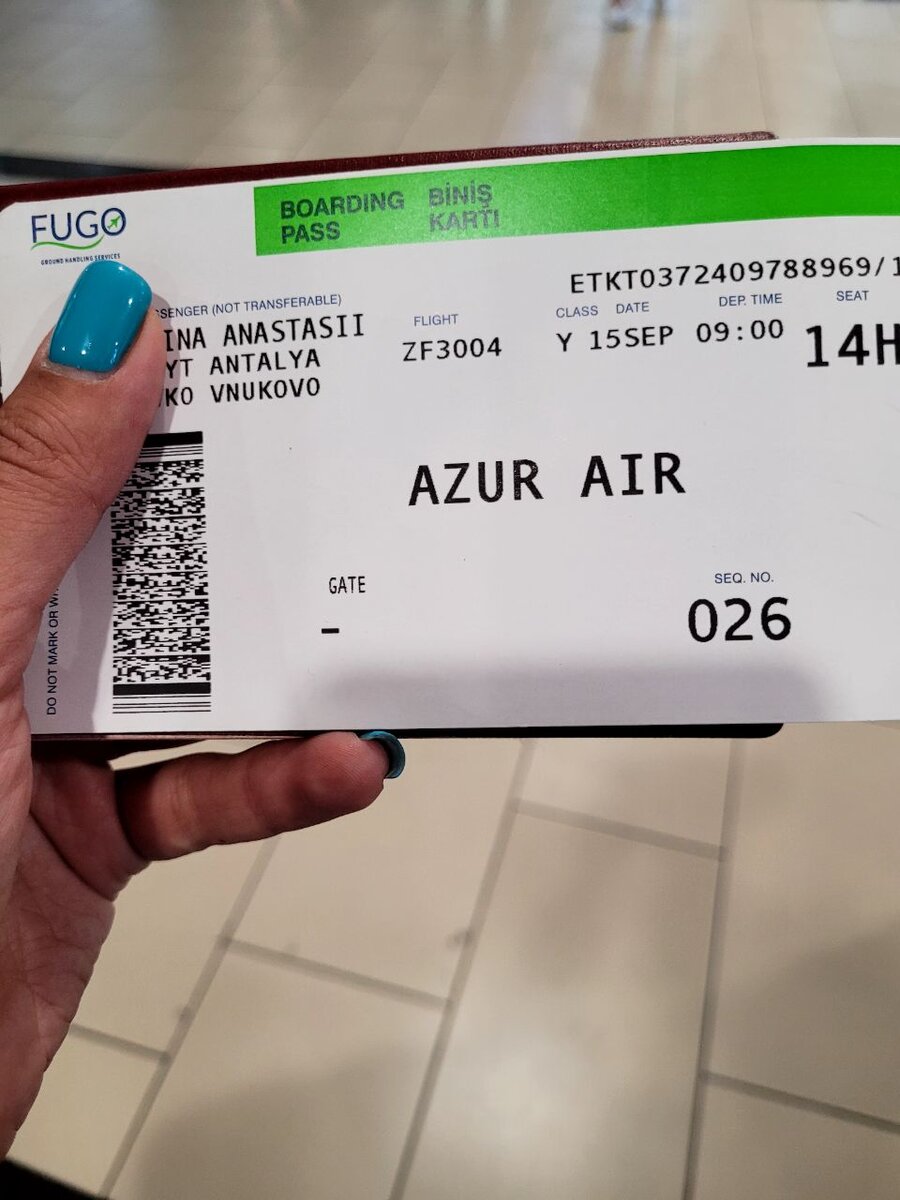 FUGO
GROUND HANDLING SERVICES
BOARDING PASS
BİNİŞ KARTI
ETKT0372409788969/1
SSENGER (NOT TRANSFERABLE)
INA ANASTASII
YT ANTALYA
KO VNUKOVO
FLIGHT
ZF3004
CLASS DATE DEP. TIME SEAT
Y 15SEP 09:00 14H
AZUR AIR
GATE
-
SEQ. NO.
026
DO NOT MARK OR